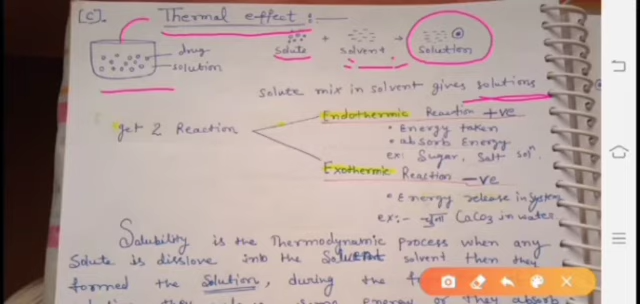 [C]. Thermal effect :-
drug
solution
solute + solvent → solution
solute mix in solvent gives solutions
get 2 Reaction
Endothermic Reaction +ve
• Energy taken
• absorb Energy
ex: Sugar, Salt solⁿ.
Exothermic Reaction -ve
• Energy release in System
ex:- चूना CaCO3 in water
Solubility is the Thermodynamic process when any
Solute is disslove into the solvent then they
formed the solution, during the